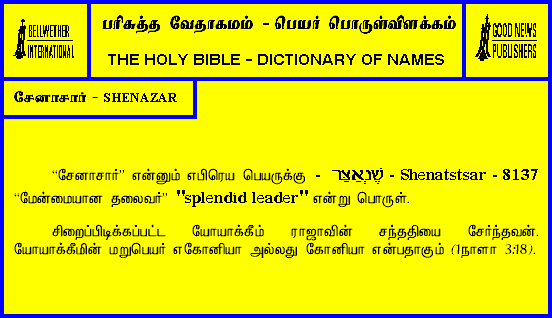 BELLWETHER
INTERNATIONAL
பரிசுத்த வேதாகமம் - பெயர் பொருள்விளக்கம்
THE HOLY BIBLE - DICTIONARY OF NAMES
GOOD NEWS
PUBLISHERS
சேனாசார் - SHENAZAR
“சேனாசார்” என்னும் எபிரெய பெயருக்கு - שֶׁנְאַצַּר - Shenatstsar - 8137
“மேன்மையான தலைவர்” "splendid leader" என்று பொருள்.
சிறைப்பிடிக்கப்பட்ட யோயாக்கீம் ராஜாவின் சந்ததியை சேர்ந்தவன்.
யோயாக்கீமின் மறுபெயர் எகோனியா அல்லது கோனியா என்பதாகும் (1நாளா 3:18).